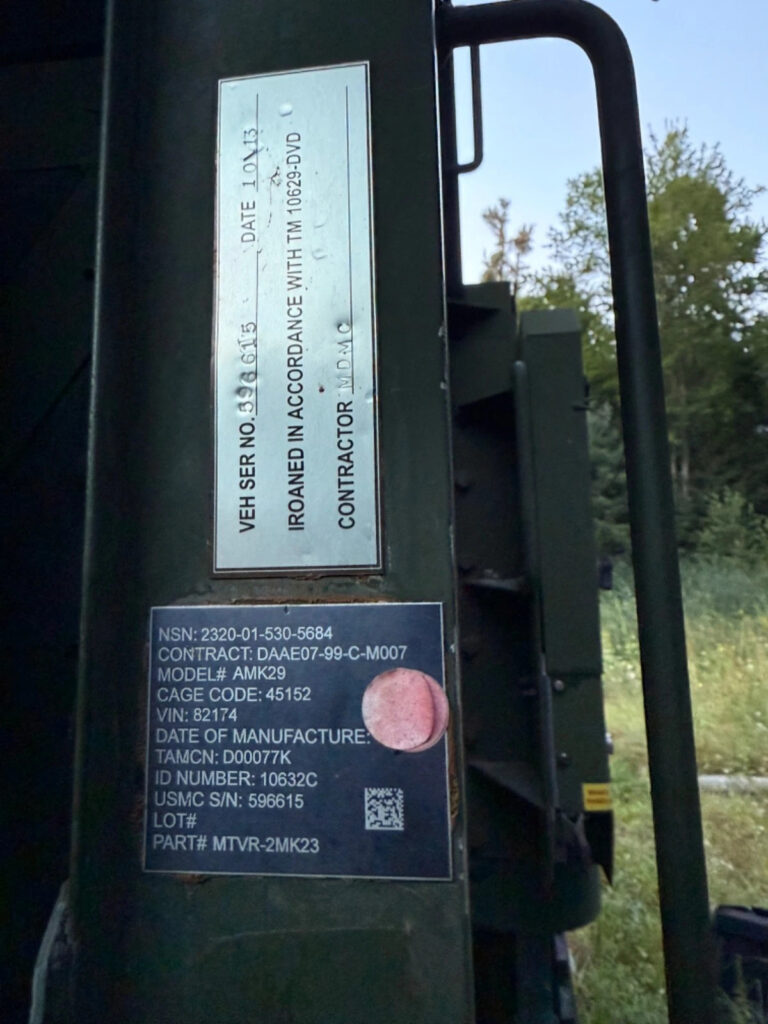 VEH SER NO. 596615 DATE 10/13
IROANED IN ACCORDANCE WITH TM 10629-DVD
CONTRACTOR MDMC
NSN: 2320-01-530-5684
CONTRACT: DAAE07-99-C-M007
MODEL# AMK29
CAGE CODE: 45152
VIN: 82174
DATE OF MANUFACTURE:
TAMCN: D00077K
ID NUMBER: 10632C
USMC S/N: 596615
LOT#
PART# MTVR-2MK23